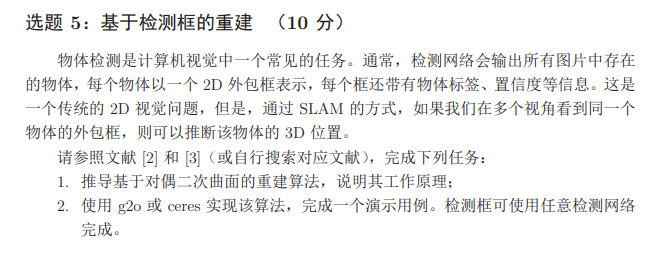 选题 5：基于检测框的重建 （10 分）
物体检测是计算机视觉中一个常见的任务。通常，检测网络会输出所有图片中存在
的物体，每个物体以一个 2D 外包框表示，每个框还带有物体标签、置信度等信息。这是
一个传统的 2D 视觉问题，但是，通过 SLAM 的方式，如果我们在多个视角看到同一个
物体的外包框，则可以推断该物体的 3D 位置。
请参照文献 [2] 和 [3]（或自行搜索对应文献），完成下列任务：
1. 推导基于对偶二次曲面的重建算法，说明其工作原理；
2. 使用 g2o 或 ceres 实现该算法，完成一个演示用例。检测框可使用任意检测网络
完成。